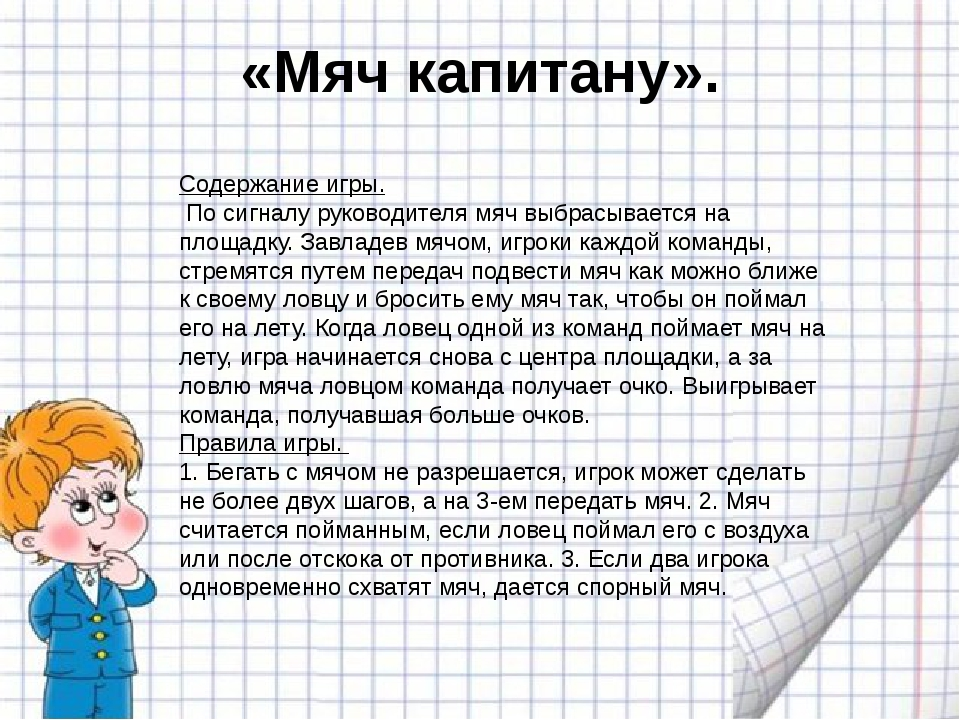 «Мяч капитану».
Содержание игры.
По сигналу руководителя мяч выбрасывается на
площадку. Завладев мячом, игроки каждой команды,
стремятся путем передач подвести мяч как можно ближе
к своему ловцу и бросить ему мяч так, чтобы он поймал
его на лету. Когда ловец одной из команд поймает мяч на
лету, игра начинается снова с центра площадки, а за
ловлю мяча ловцом команда получает очко. Выигрывает
команда, получавшая больше очков.
Правила игры.
1. Бегать с мячом не разрешается, игрок может сделать
не более двух шагов, а на 3-ем передать мяч. 2. Мяч
считается пойманным, если ловец поймал его с воздуха
или после отскока от противника. 3. Если два игрока
одновременно схватят мяч, дается спорный мяч.